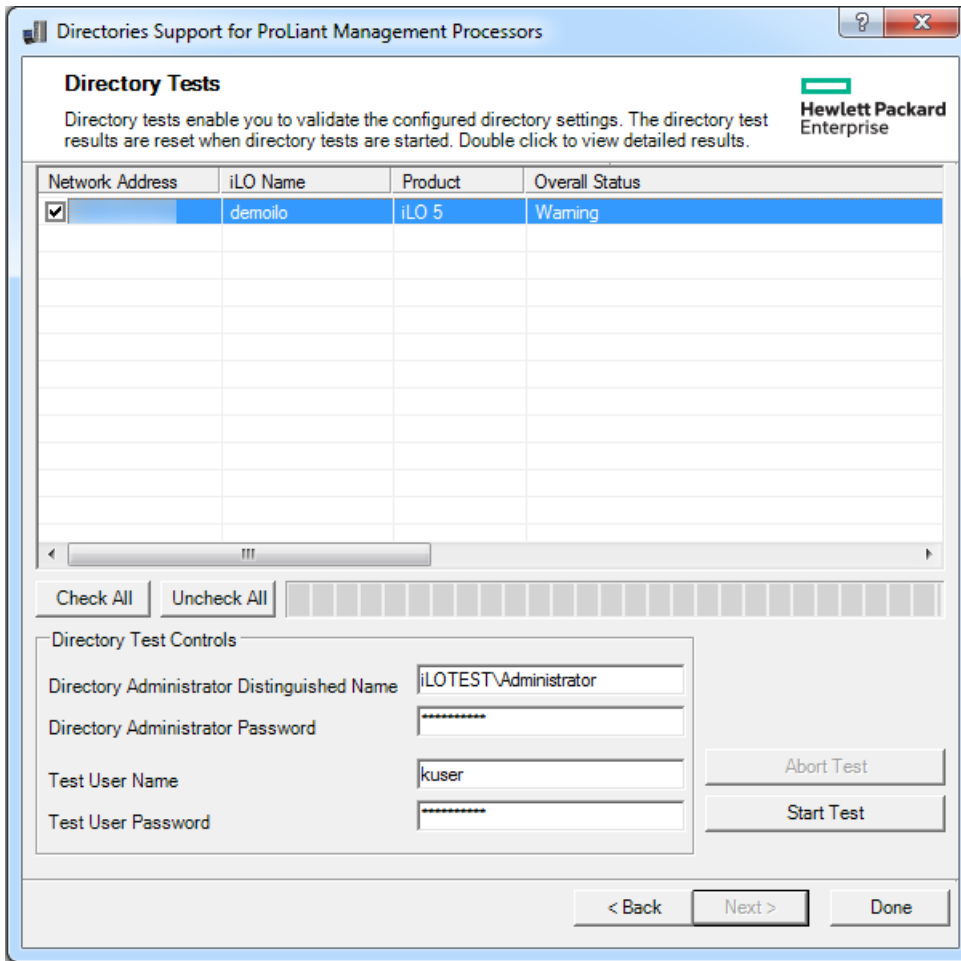 Directories Support for ProLiant Management Processors
?
Directory Tests
Directory tests enable you to validate the configured directory settings. The directory test
results are reset when directory tests are started. Double click to view detailed results.
Hewlett Packard
Enterprise
Network Address iLO Name Product Overall Status
demoilo iLO 5 Warning
Check All Uncheck All
Directory Test Controls
Directory Administrator Distinguished Name iLOTEST\Administrator
Directory Administrator Password **********
Test User Name kuser
Test User Password **********
Abort Test
Start Test
< Back Next > Done